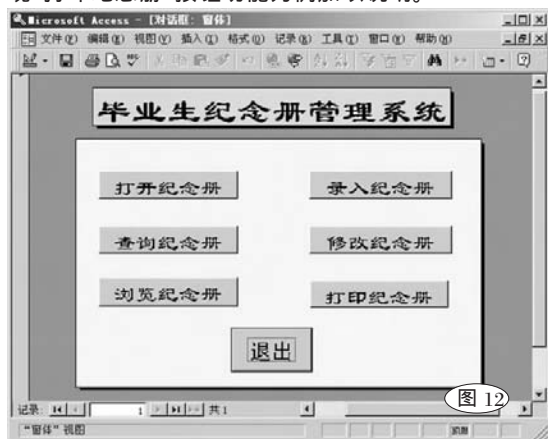 Microsoft Access - [对话框: 窗体]
文件(F) 编辑(E) 视图(V) 插入(I) 格式(O) 记录(R) 工具(T) 窗口(W) 帮助(H)
毕业生纪念册管理系统
打开纪念册 录入纪念册
查询纪念册 修改纪念册
浏览纪念册 打印纪念册
退出
图 12
记录: 1 共 1
"窗体" 视图